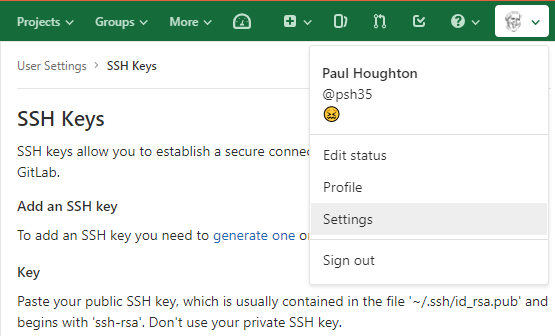 Projects Groups More
User Settings > SSH Keys
Paul Houghton
@psh35
SSH Keys
SSH keys allow you to establish a secure connec
GitLab.
Edit status
Profile
Settings
Sign out
Add an SSH key
To add an SSH key you need to generate one or
Key
Paste your public SSH key, which is usually contained in the file '~/.ssh/id_rsa.pub' and
begins with 'ssh-rsa'. Don't use your private SSH key.